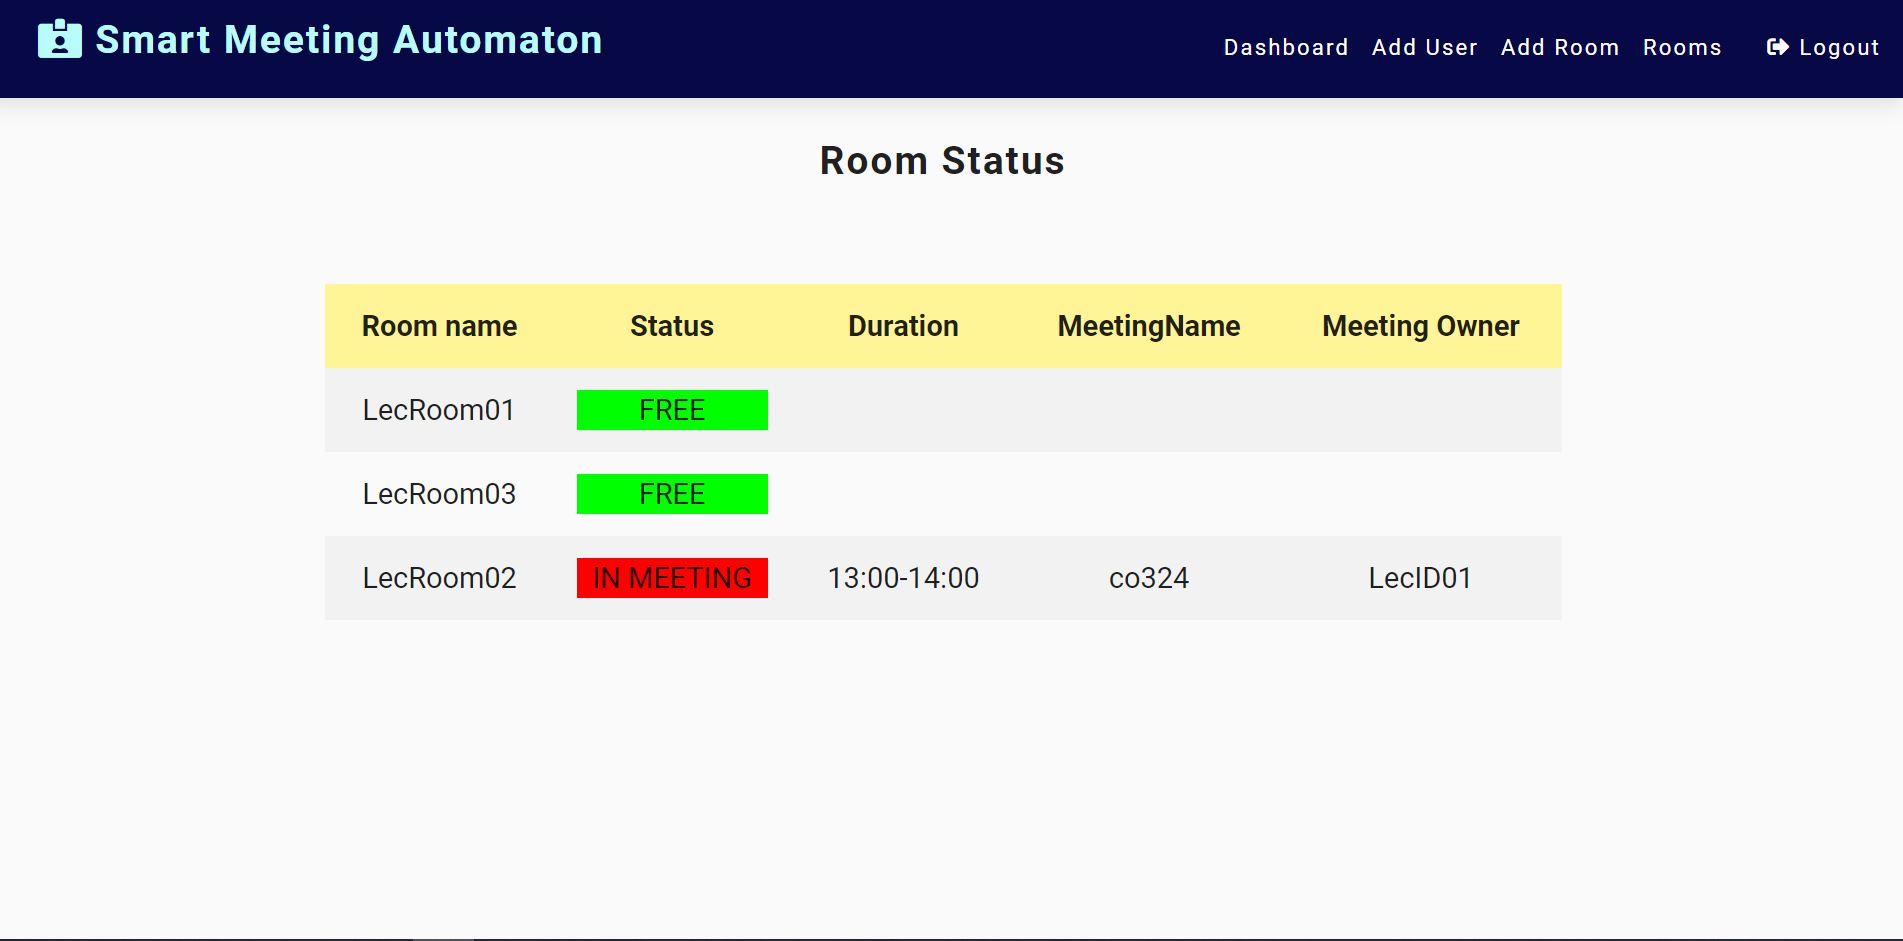 Smart Meeting Automaton
Dashboard Add User Add Room Rooms Logout
Room Status
Room name Status Duration MeetingName Meeting Owner
LecRoom01 FREE
LecRoom03 FREE
LecRoom02 IN MEETING 13:00-14:00 co324 LecID01